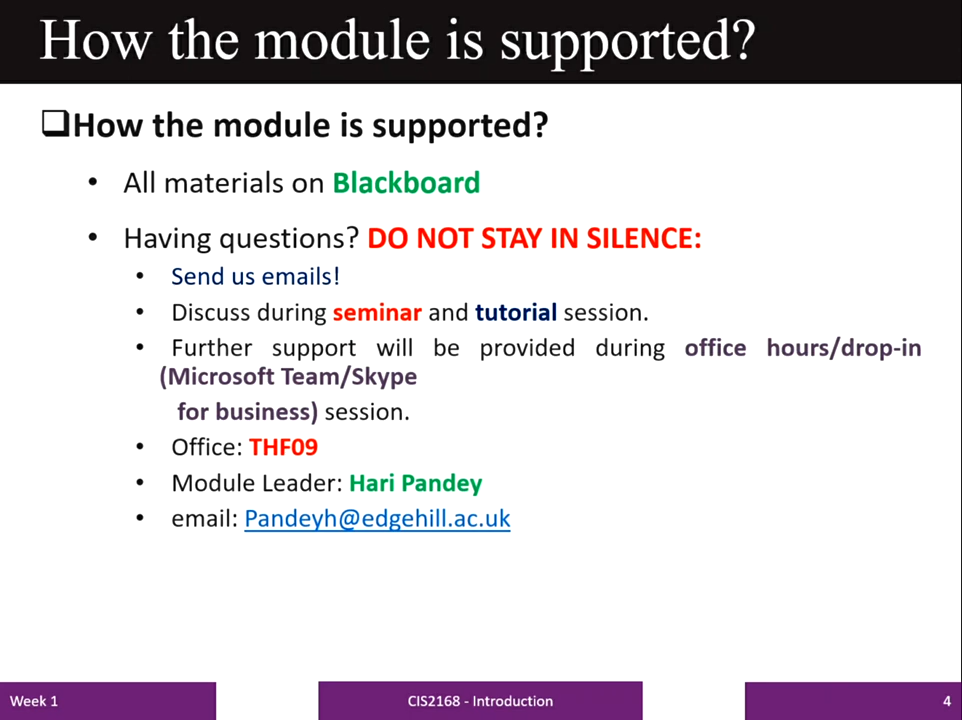 How the module is supported?
❑How the module is supported?
• All materials on Blackboard
• Having questions? DO NOT STAY IN SILENCE:
• Send us emails!
• Discuss during seminar and tutorial session.
• Further support will be provided during office hours/drop-in
(Microsoft Team/Skype
for business) session.
• Office: THF09
• Module Leader: Hari Pandey
• email: Pandeyh@edgehill.ac.uk
Week 1
CIS2168 - Introduction
4